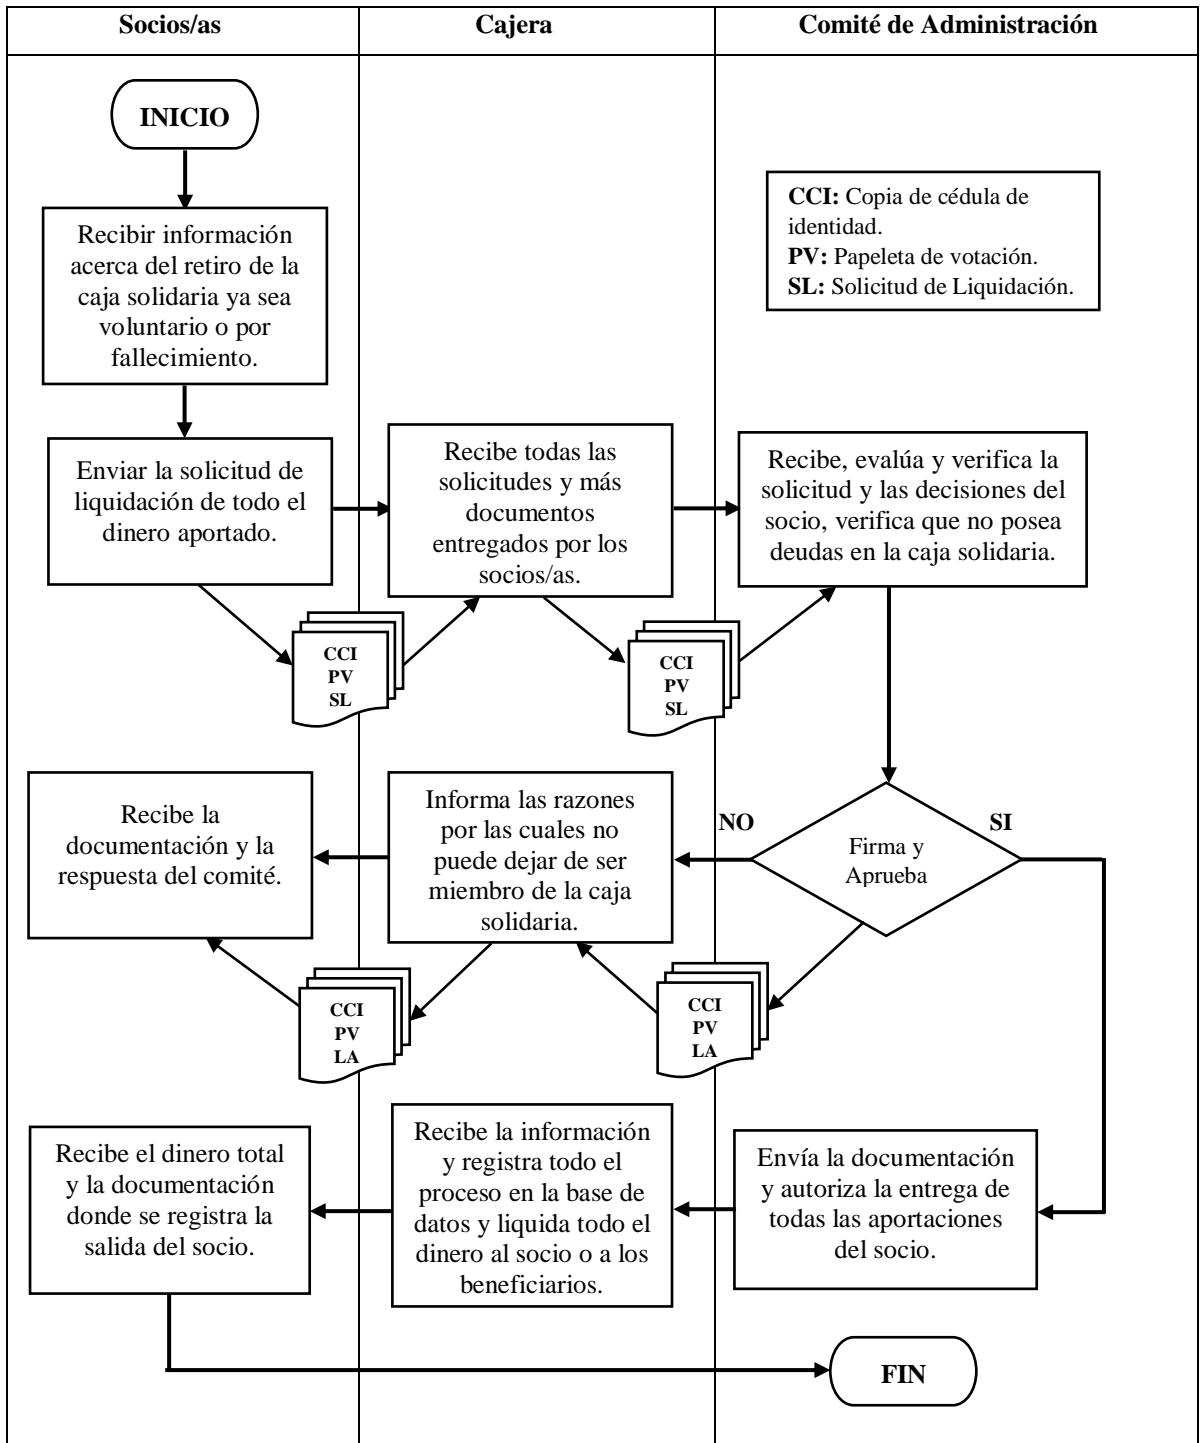 Socios/as
Cajera
Comité de Administración
INICIO
CCI: Copia de cédula de
identidad.
PV: Papeleta de votación.
SL: Solicitud de Liquidación.
Recibir información
acerca del retiro de la
caja solidaria ya sea
voluntario o por
fallecimiento.
Enviar la solicitud de
liquidación de todo el
dinero aportado.
Recibe todas las
solicitudes y más
documentos
entregados por los
socios/as.
Recibe, evalúa y verifica la
solicitud y las decisiones del
socio, verifica que no posea
deudas en la caja solidaria.
CCI
PV
SL
CCI
PV
SL
Recibe la
documentación y la
respuesta del comité.
Informa las razones
por las cuales no
puede dejar de ser
miembro de la caja
solidaria.
NO
SI
Firma y
Aprueba
CCI
PV
LA
CCI
PV
LA
Recibe el dinero total
y la documentación
donde se registra la
salida del socio.
Recibe la información
y registra todo el
proceso en la base de
datos y liquida todo el
dinero al socio o a los
beneficiarios.
Envía la documentación
y autoriza la entrega de
todas las aportaciones
del socio.
FIN